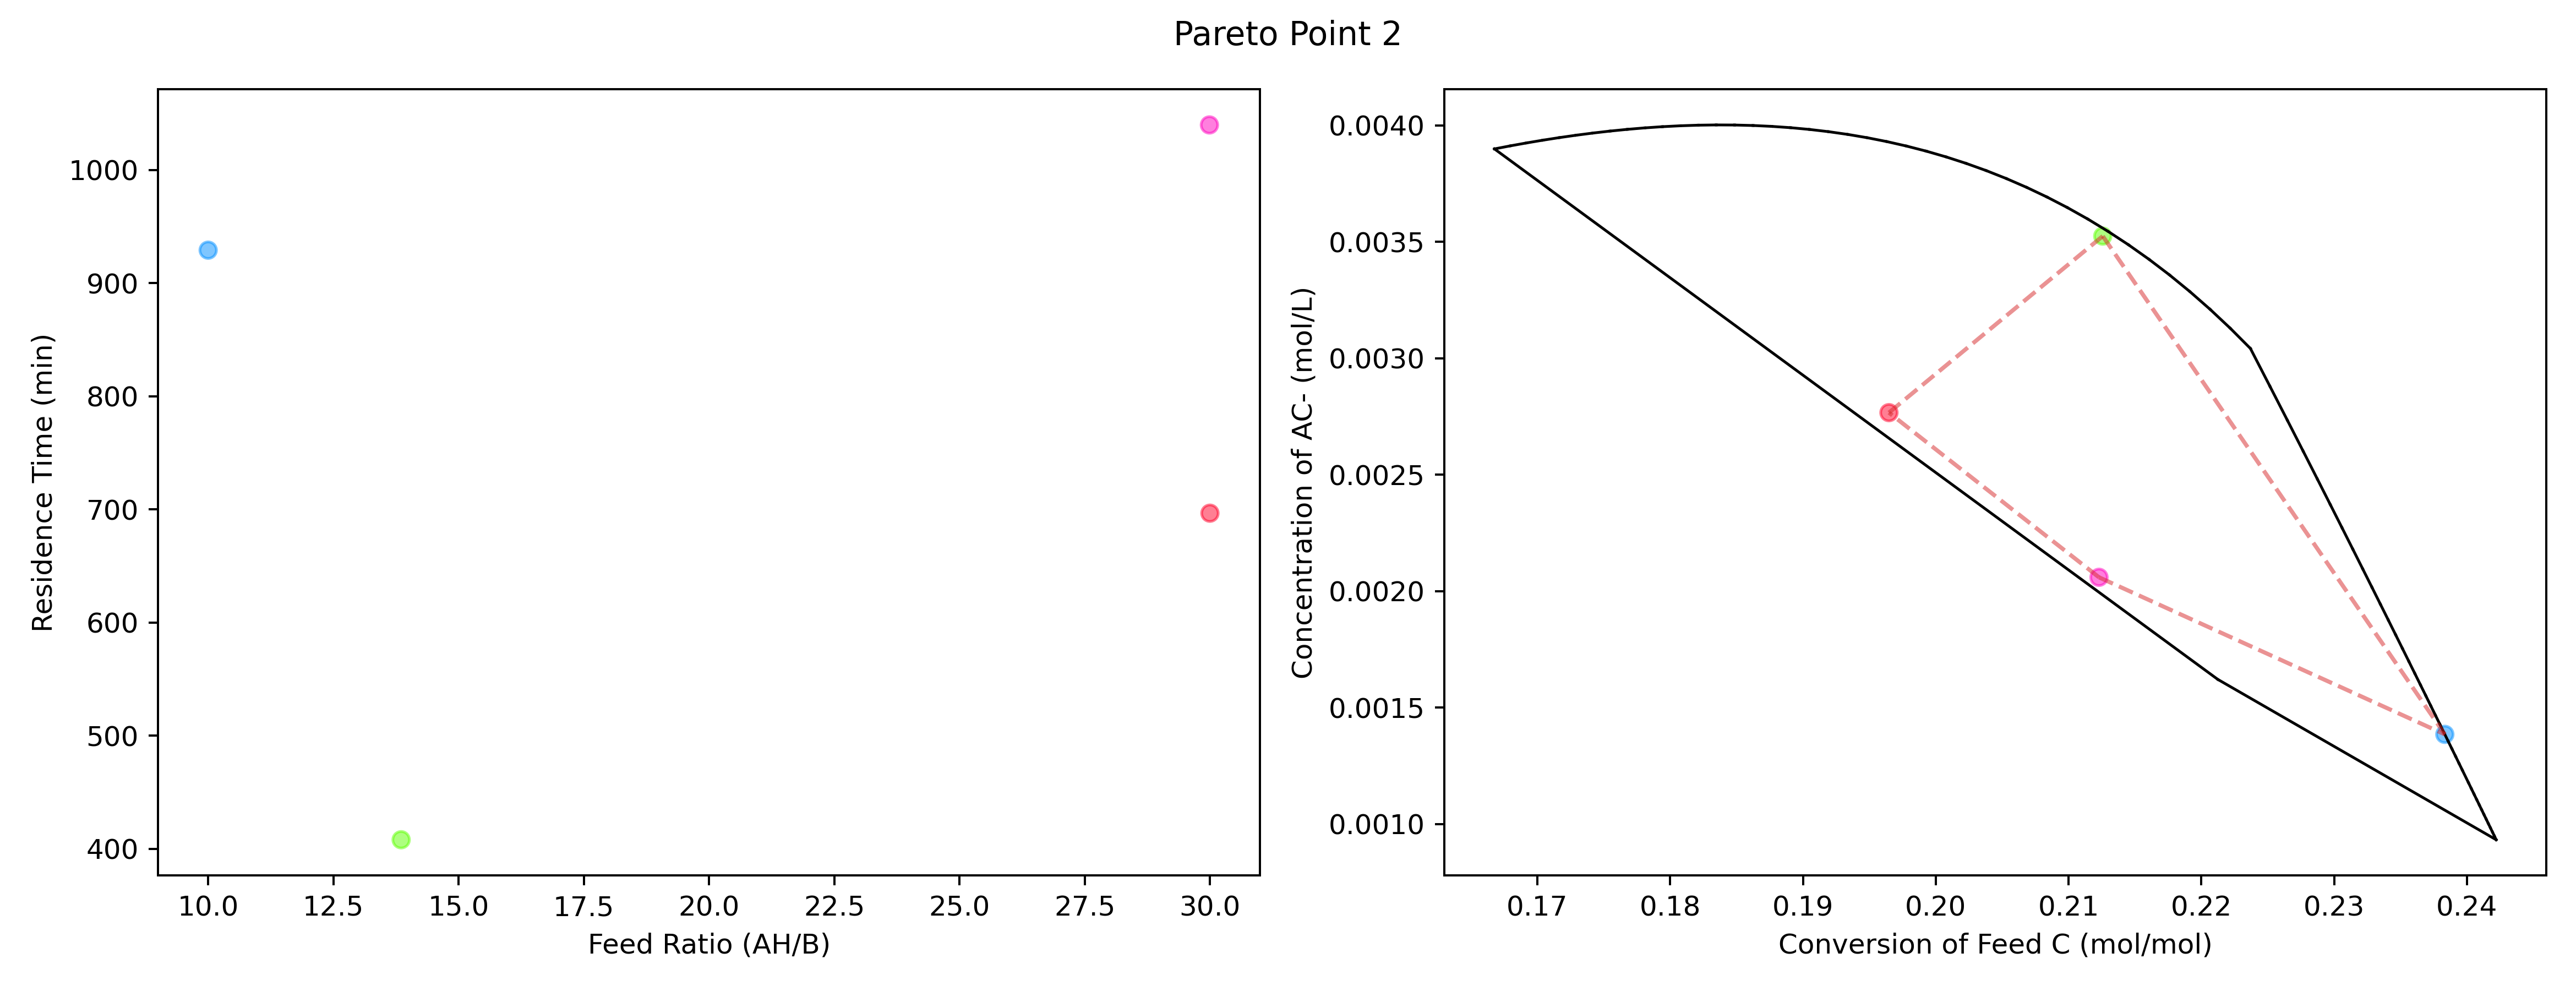 Pareto Point 2
Residence Time (min)
1000
900
800
700
600
500
400
10.0 12.5 15.0 17.5 20.0 22.5 25.0 27.5 30.0
Feed Ratio (AH/B)
Concentration of AC- (mol/L)
0.0040
0.0035
0.0030
0.0025
0.0020
0.0015
0.0010
0.17 0.18 0.19 0.20 0.21 0.22 0.23 0.24
Conversion of Feed C (mol/mol)